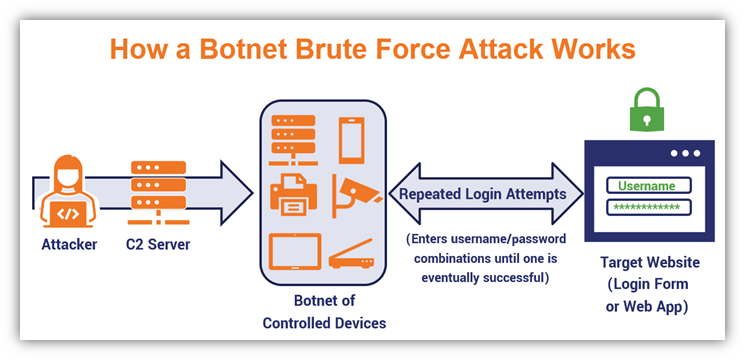 How a Botnet Brute Force Attack Works
Attacker
C2 Server
Botnet of
Controlled Devices
Repeated Login Attempts
(Enters username/password
combinations until one is
eventually successful)
Username
************
Target Website
(Login Form
or Web App)